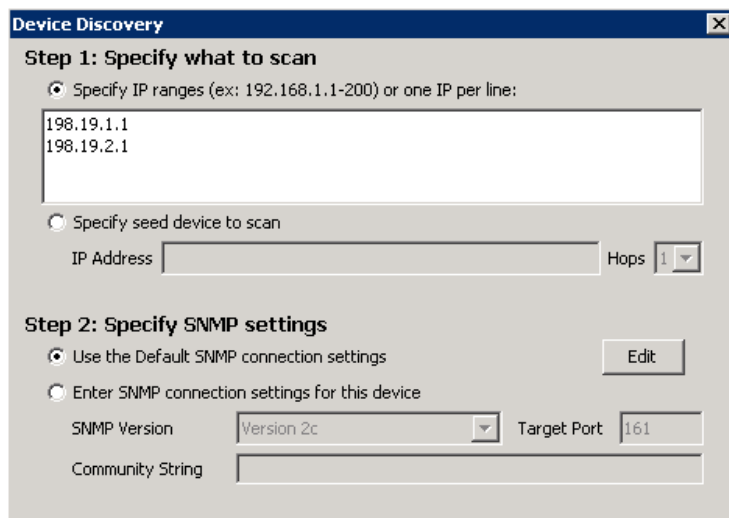 Device Discovery
Step 1: Specify what to scan
Specify IP ranges (ex: 192.168.1.1-200) or one IP per line:
198.19.1.1
198.19.2.1
Specify seed device to scan
IP Address Hops 1
Step 2: Specify SNMP settings
Use the Default SNMP connection settings Edit
Enter SNMP connection settings for this device
SNMP Version Version 2c Target Port 161
Community String